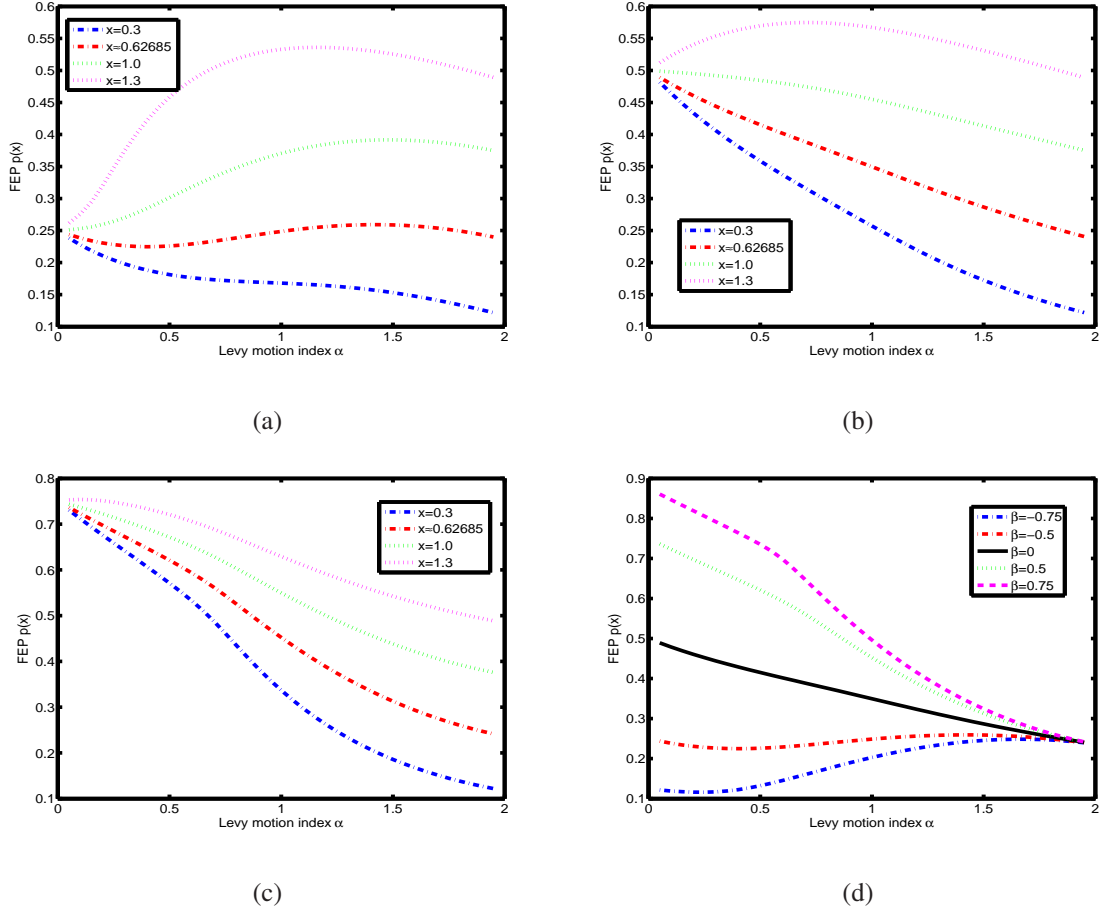 0.6
0.55
0.5
0.45
0.4
0.35
0.3
0.25
0.2
0.15
0.1
FEP p(x)
x=0.3
x≈0.62685
x=1.0
x=1.3
0 0.5 1 1.5 2
Levy motion index α
(a)
0.6
0.55
0.5
0.45
0.4
0.35
0.3
0.25
0.2
0.15
0.1
FEP p(x)
x=0.3
x≈0.62685
x=1.0
x=1.3
0 0.5 1 1.5 2
Levy motion index α
(b)
0.8
0.7
0.6
0.5
0.4
0.3
0.2
0.1
FEP p(x)
x=0.3
x≈0.62685
x=1.0
x=1.3
0 0.5 1 1.5 2
Levy motion index α
(c)
0.9
0.8
0.7
0.6
0.5
0.4
0.3
0.2
0.1
FEP p(x)
β=−0.75
β=−0.5
β=0
β=0.5
β=0.75
0 0.5 1 1.5 2
Levy motion index α
(d)